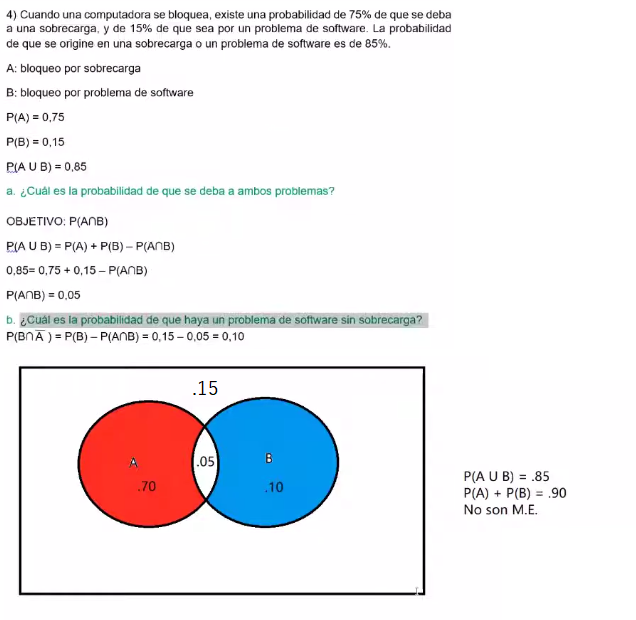 4) Cuando una computadora se bloquea, existe una probabilidad de 75% de que se deba
a una sobrecarga, y de 15% de que sea por un problema de software. La probabilidad
de que se origine en una sobrecarga o un problema de software es de 85%.
A: bloqueo por sobrecarga
B: bloqueo por problema de software
P(A) = 0,75
P(B) = 0,15
P(A U B) = 0,85
a. ¿Cuál es la probabilidad de que se deba a ambos problemas?
OBJETIVO: P(A∩B)
P(A U B) = P(A) + P(B) – P(A∩B)
0,85= 0,75 + 0,15 – P(A∩B)
P(A∩B) = 0,05
b. ¿Cuál es la probabilidad de que haya un problema de software sin sobrecarga?
P(B∩A̅ ) = P(B) – P(A∩B) = 0,15 – 0,05 = 0,10
.15
A
.05
B
.70
.10
P(A U B) = .85
P(A) + P(B) = .90
No son M.E.